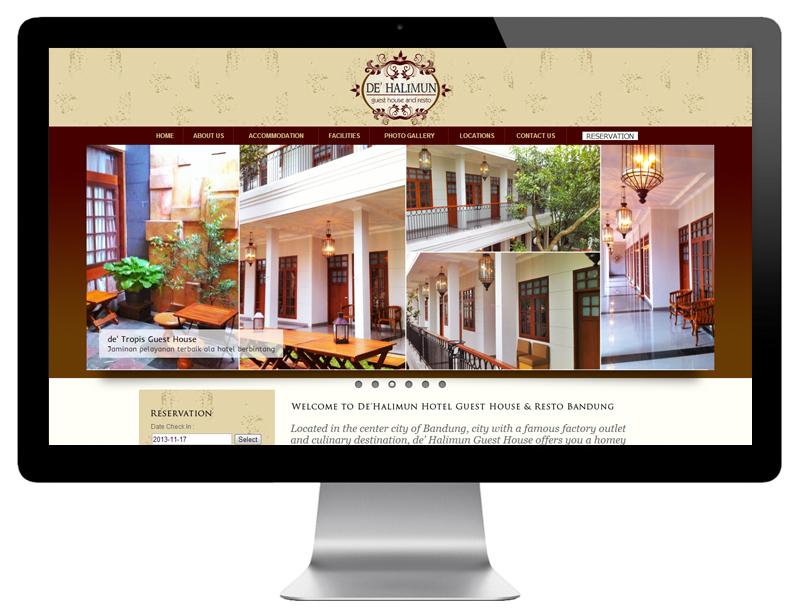 DE' HALIMUN
guest house and resto
HOME ABOUT US ACCOMMODATION FACILITIES PHOTO GALLERY LOCATIONS CONTACT US RESERVATION
de' Tropis Guest House
Jaminan pelayanan terbaik ala hotel berbintang
RESERVATION
Date Check In :
2013-11-17 Select
WELCOME TO DE'HALIMUN HOTEL GUEST HOUSE & RESTO BANDUNG
Located in the center city of Bandung, city with a famous factory outlet
and culinary destination, de' Halimun Guest House offers you a homey